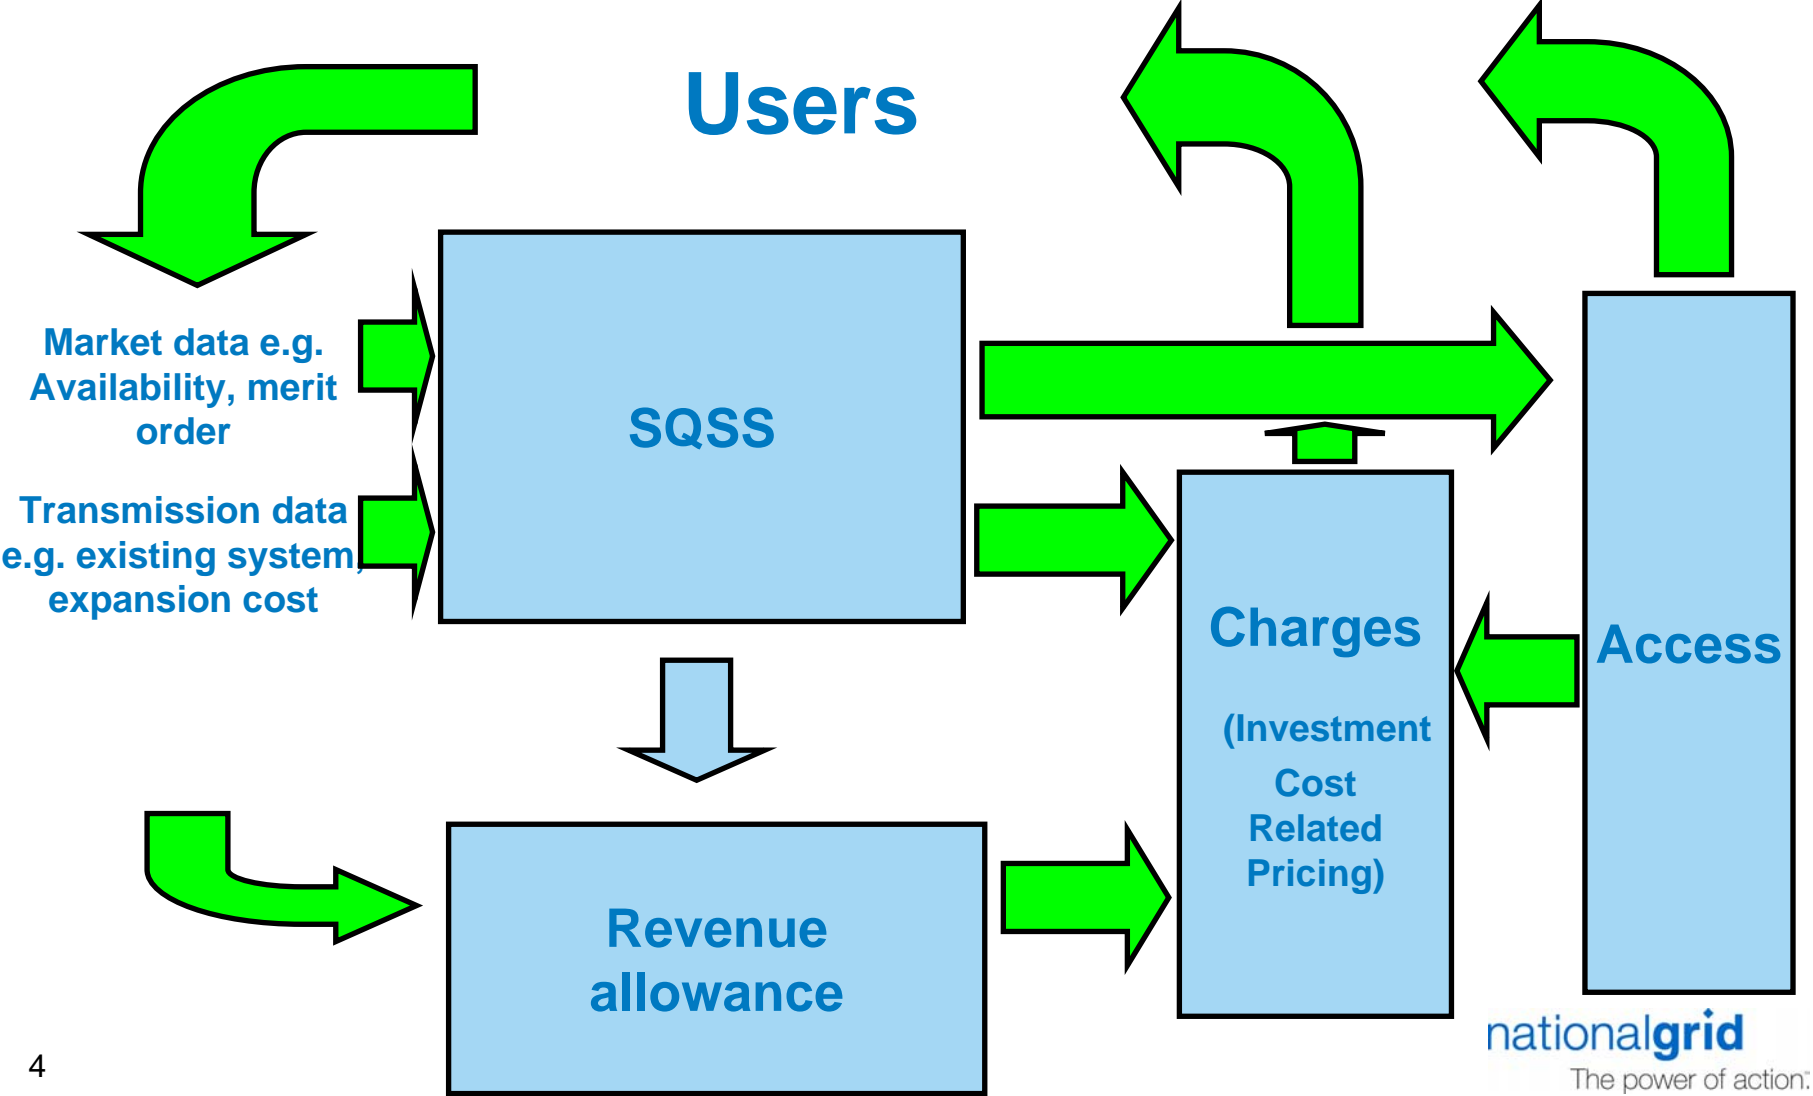 Users
Market data e.g.
Availability, merit
order
Transmission data
e.g. existing system,
expansion cost
SQSS
Charges
(Investment
Cost
Related
Pricing)
Access
Revenue
allowance
4
nationalgrid
The power of action.